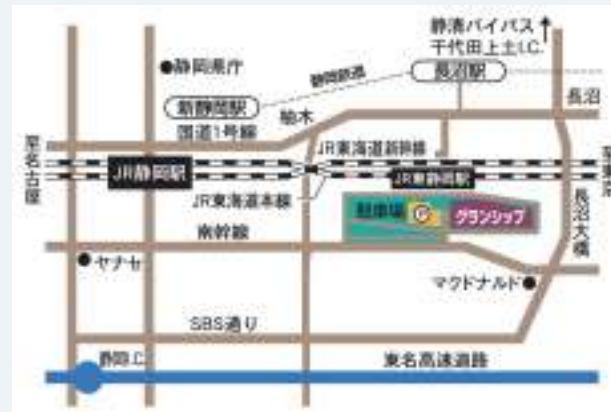 静清バイパス
千代田上土I.C.
静岡県庁
静岡鉄道
長沼駅
新静岡駅
国道1号線
柚木
長沼
至名古屋
JR東海道新幹線
JR静岡駅
JR東静岡駅
至東京
JR東海道本線
駐車場
グランシップ
長沼大橋
南幹線
ヤナセ
マクドナルド
SBS通り
静岡I.C.
東名高速道路